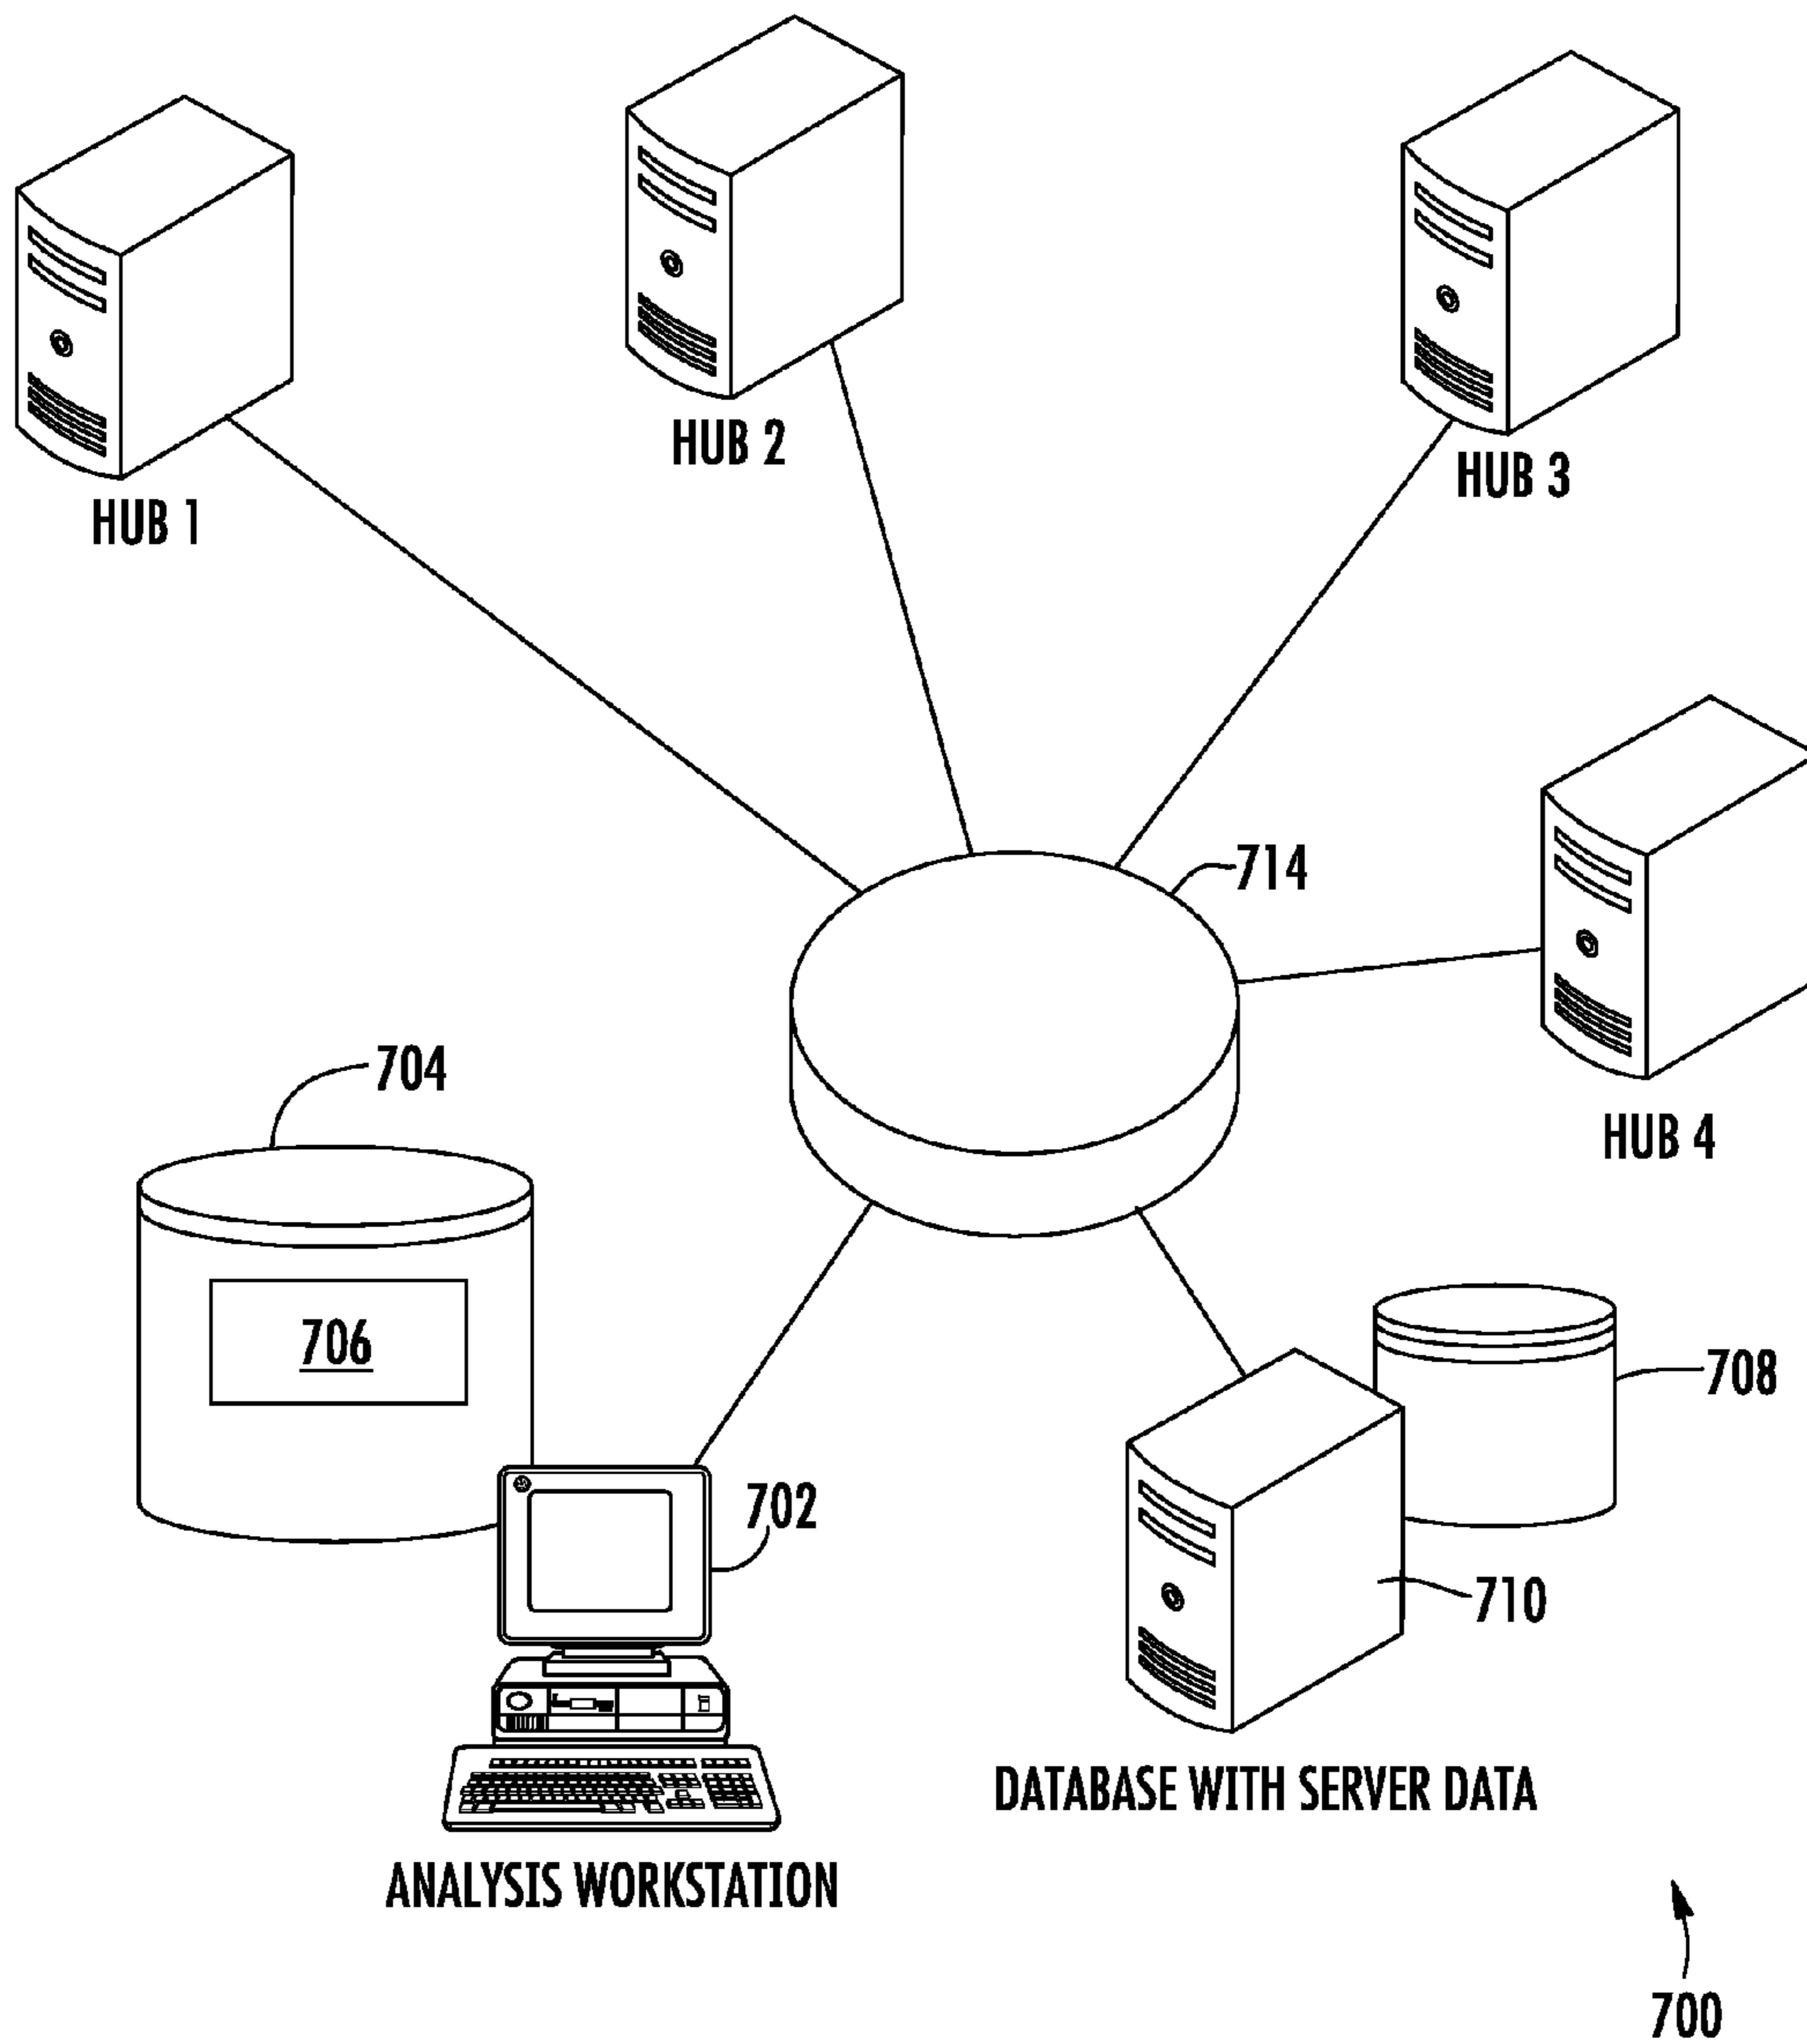 HUB 2
HUB 3
HUB 1
714
704
HUB 4
706
708
702
710
DATABASE WITH SERVER DATA
ANALYSIS WORKSTATION
700